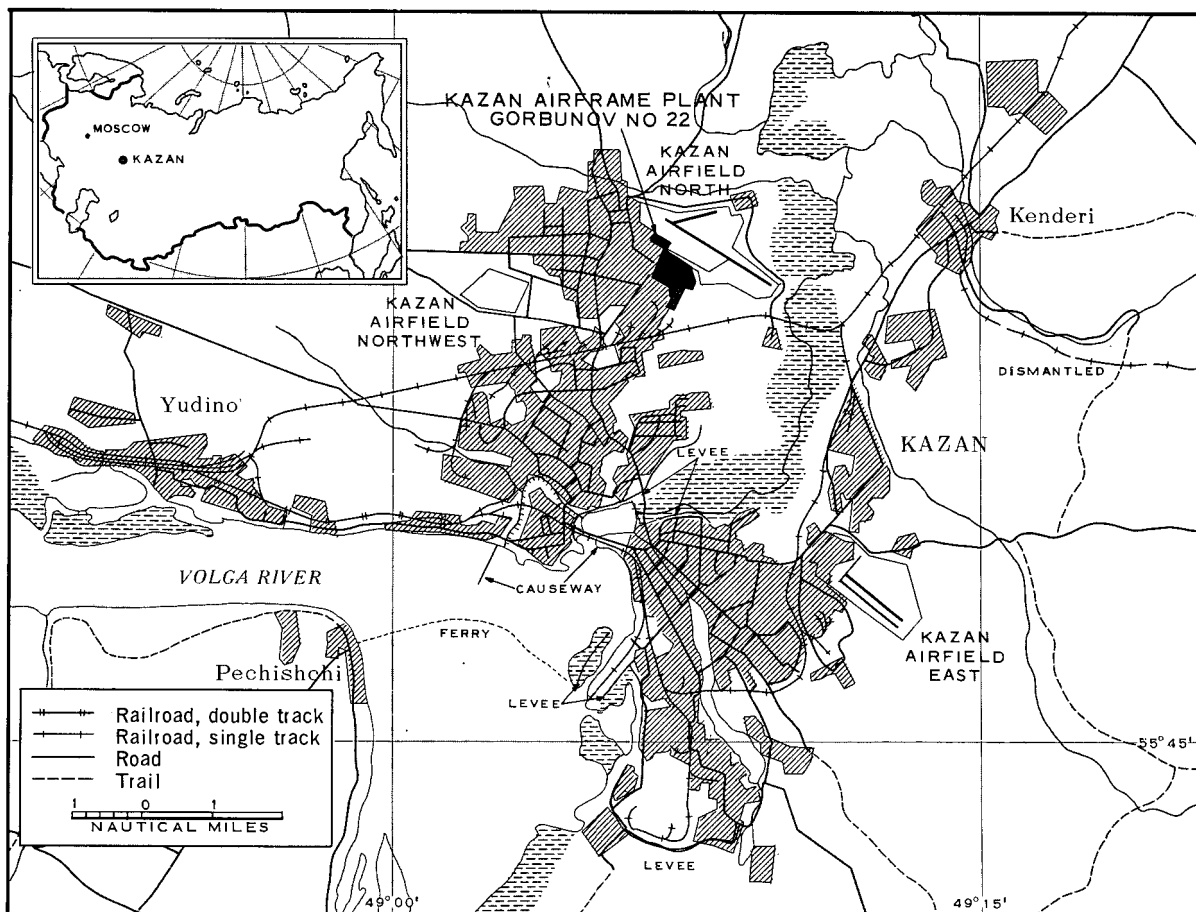 MOSCOW
KAZAN
KAZAN AIRFRAME PLANT
GORBUNOV NO 22
KAZAN
AIRFIELD
NORTH
Kenderi
KAZAN
AIRFIELD
NORTHWEST
DISMANTLED
Yudino
KAZAN
LEVEE
VOLGA RIVER
CAUSEWAY
FERRY
KAZAN
AIRFIELD
EAST
Pechishchi
LEVEE
Railroad, double track
Railroad, single track
Road
Trail
1 0 1
NAUTICAL MILES
55°45'
LEVEE
49°00'
49°15'